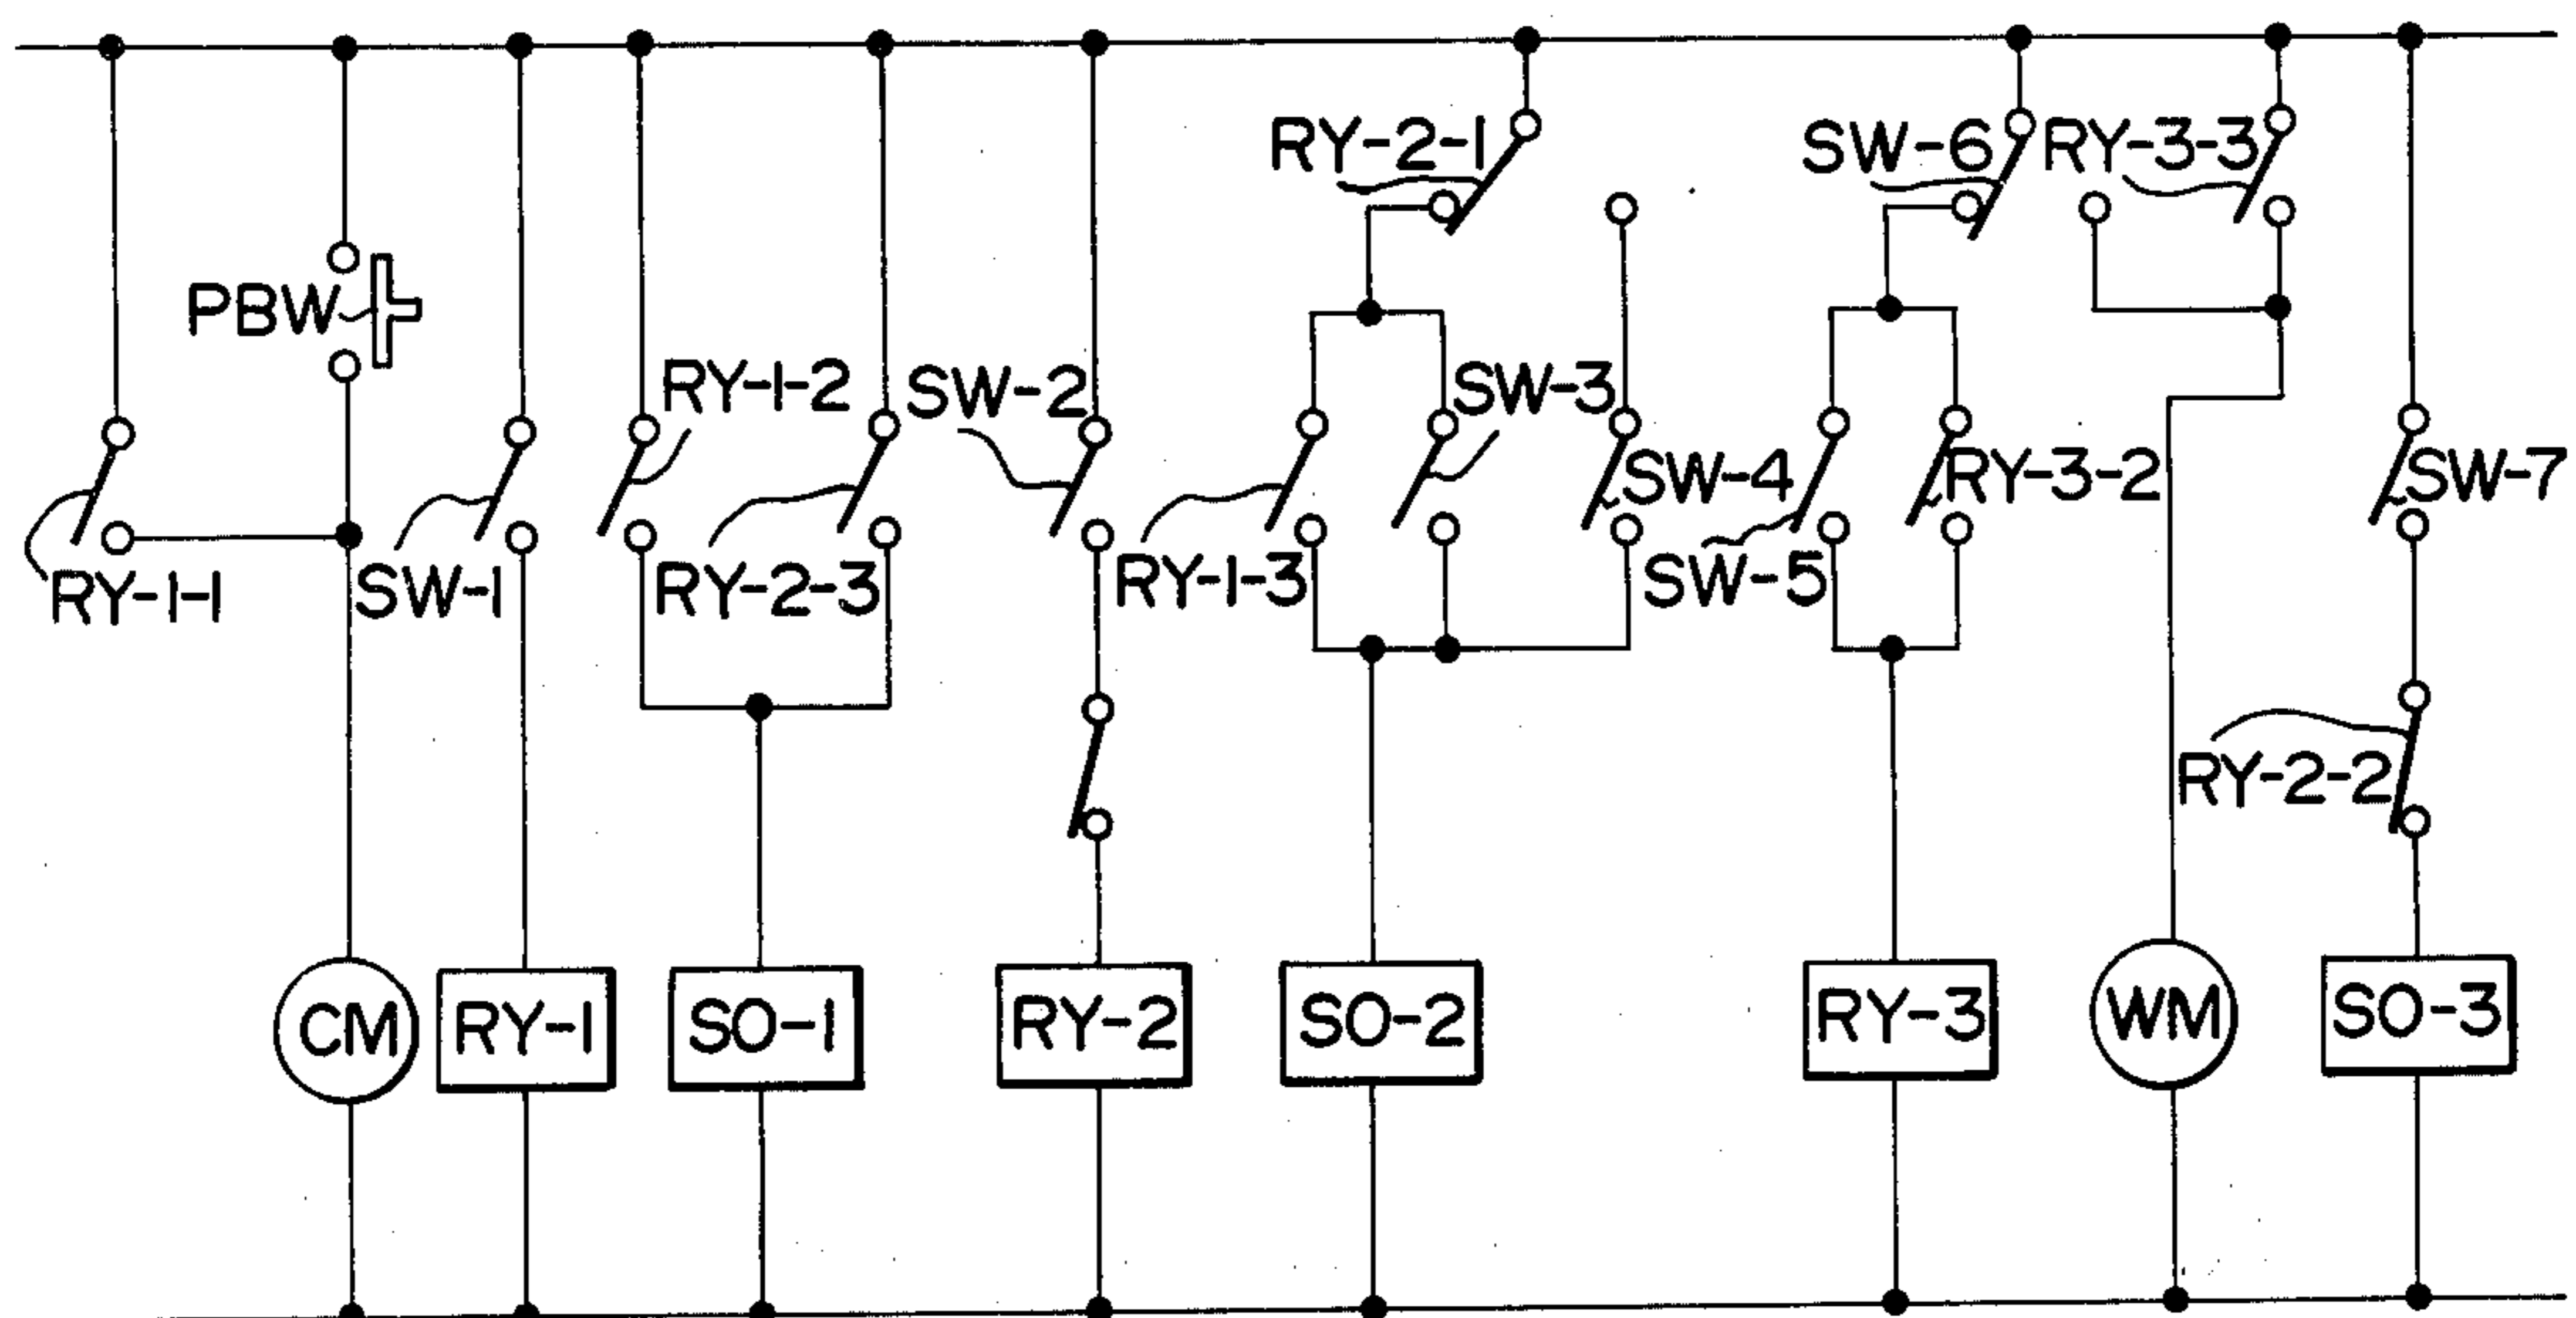 RY-2-1
SW-6
RY-3-3
PBW
RY-1-2
SW-2
SW-3
SW-4
RY-3-2
SW-7
RY-1-1
SW-1
RY-2-3
RY-1-3
SW-5
RY-2-2
CM
RY-1
SO-1
RY-2
SO-2
RY-3
WM
SO-3